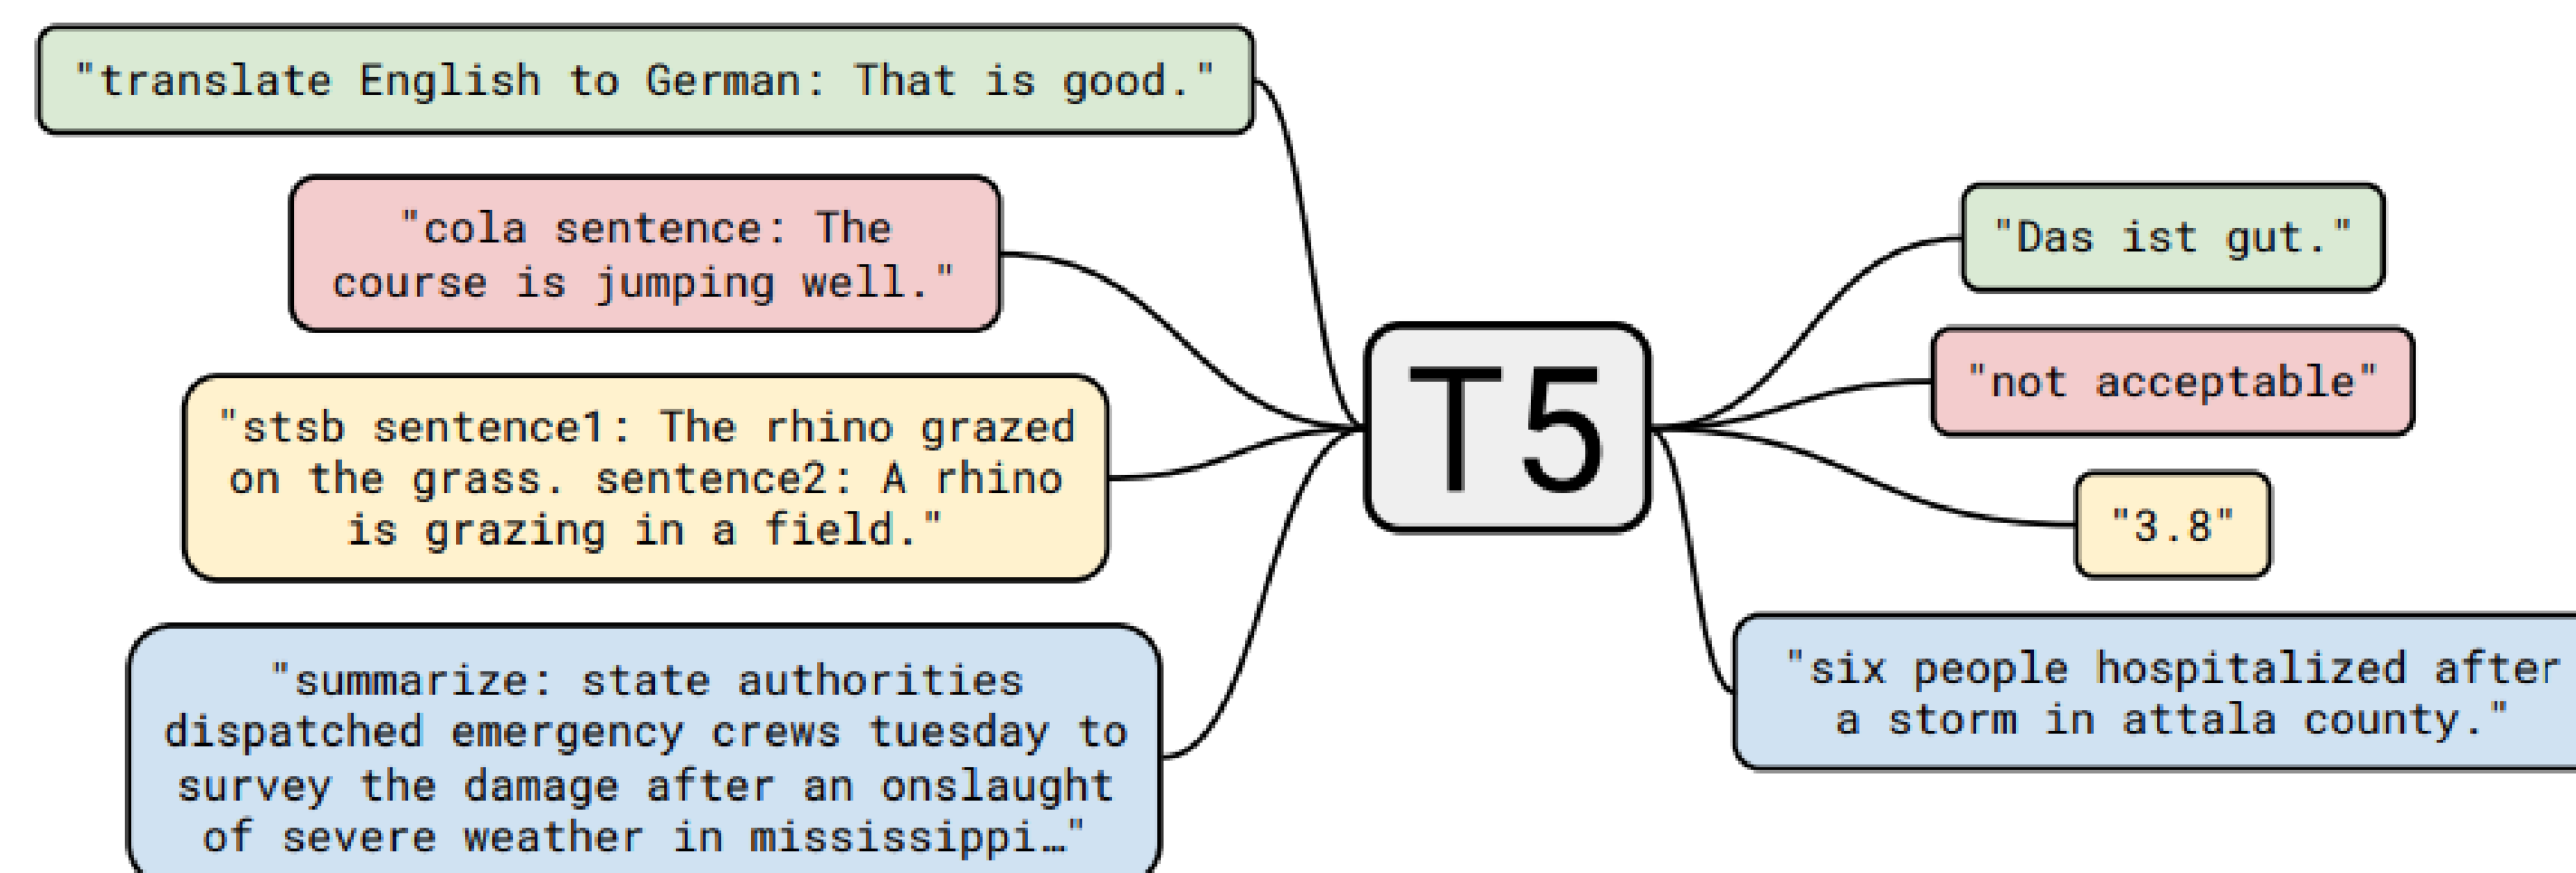 "translate English to German: That is good."
"cola sentence: The
course is jumping well."
"stsb sentence1: The rhino grazed
on the grass. sentence2: A rhino
is grazing in a field."
"summarize: state authorities
dispatched emergency crews tuesday to
survey the damage after an onslaught
of severe weather in mississippi…"
T5
"Das ist gut."
"not acceptable"
"3.8"
"six people hospitalized after
a storm in attala county."